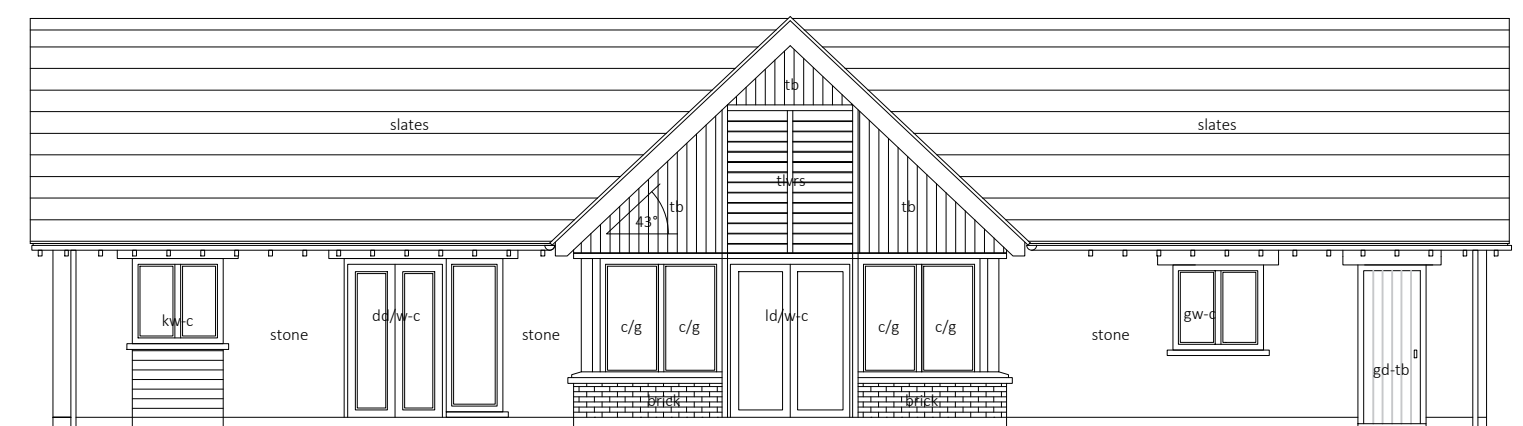 tb
slates
slates
tlvrs
tb
tb
43°
kw-c
dd/w-c
ld/w-c
gw-c
c/g
c/g
c/g
c/g
stone
stone
stone
gd-tb
brick
brick